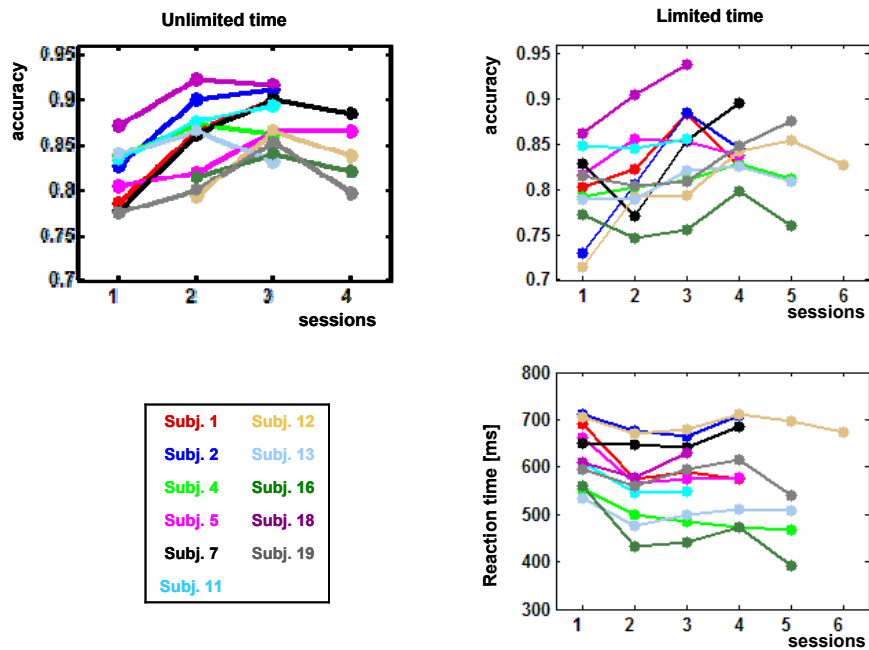 Unlimited time
accuracy
0.95
0.9
0.85
0.8
0.75
0.7
1 2 3 4
sessions
Limited time
accuracy
0.95
0.9
0.85
0.8
0.75
0.7
1 2 3 4 5 6
sessions
Subj. 1 Subj. 12
Subj. 2 Subj. 13
Subj. 4 Subj. 16
Subj. 5 Subj. 18
Subj. 7 Subj. 19
Subj. 11
Reaction time [ms]
800
700
600
500
400
300
1 2 3 4 5 6
sessions